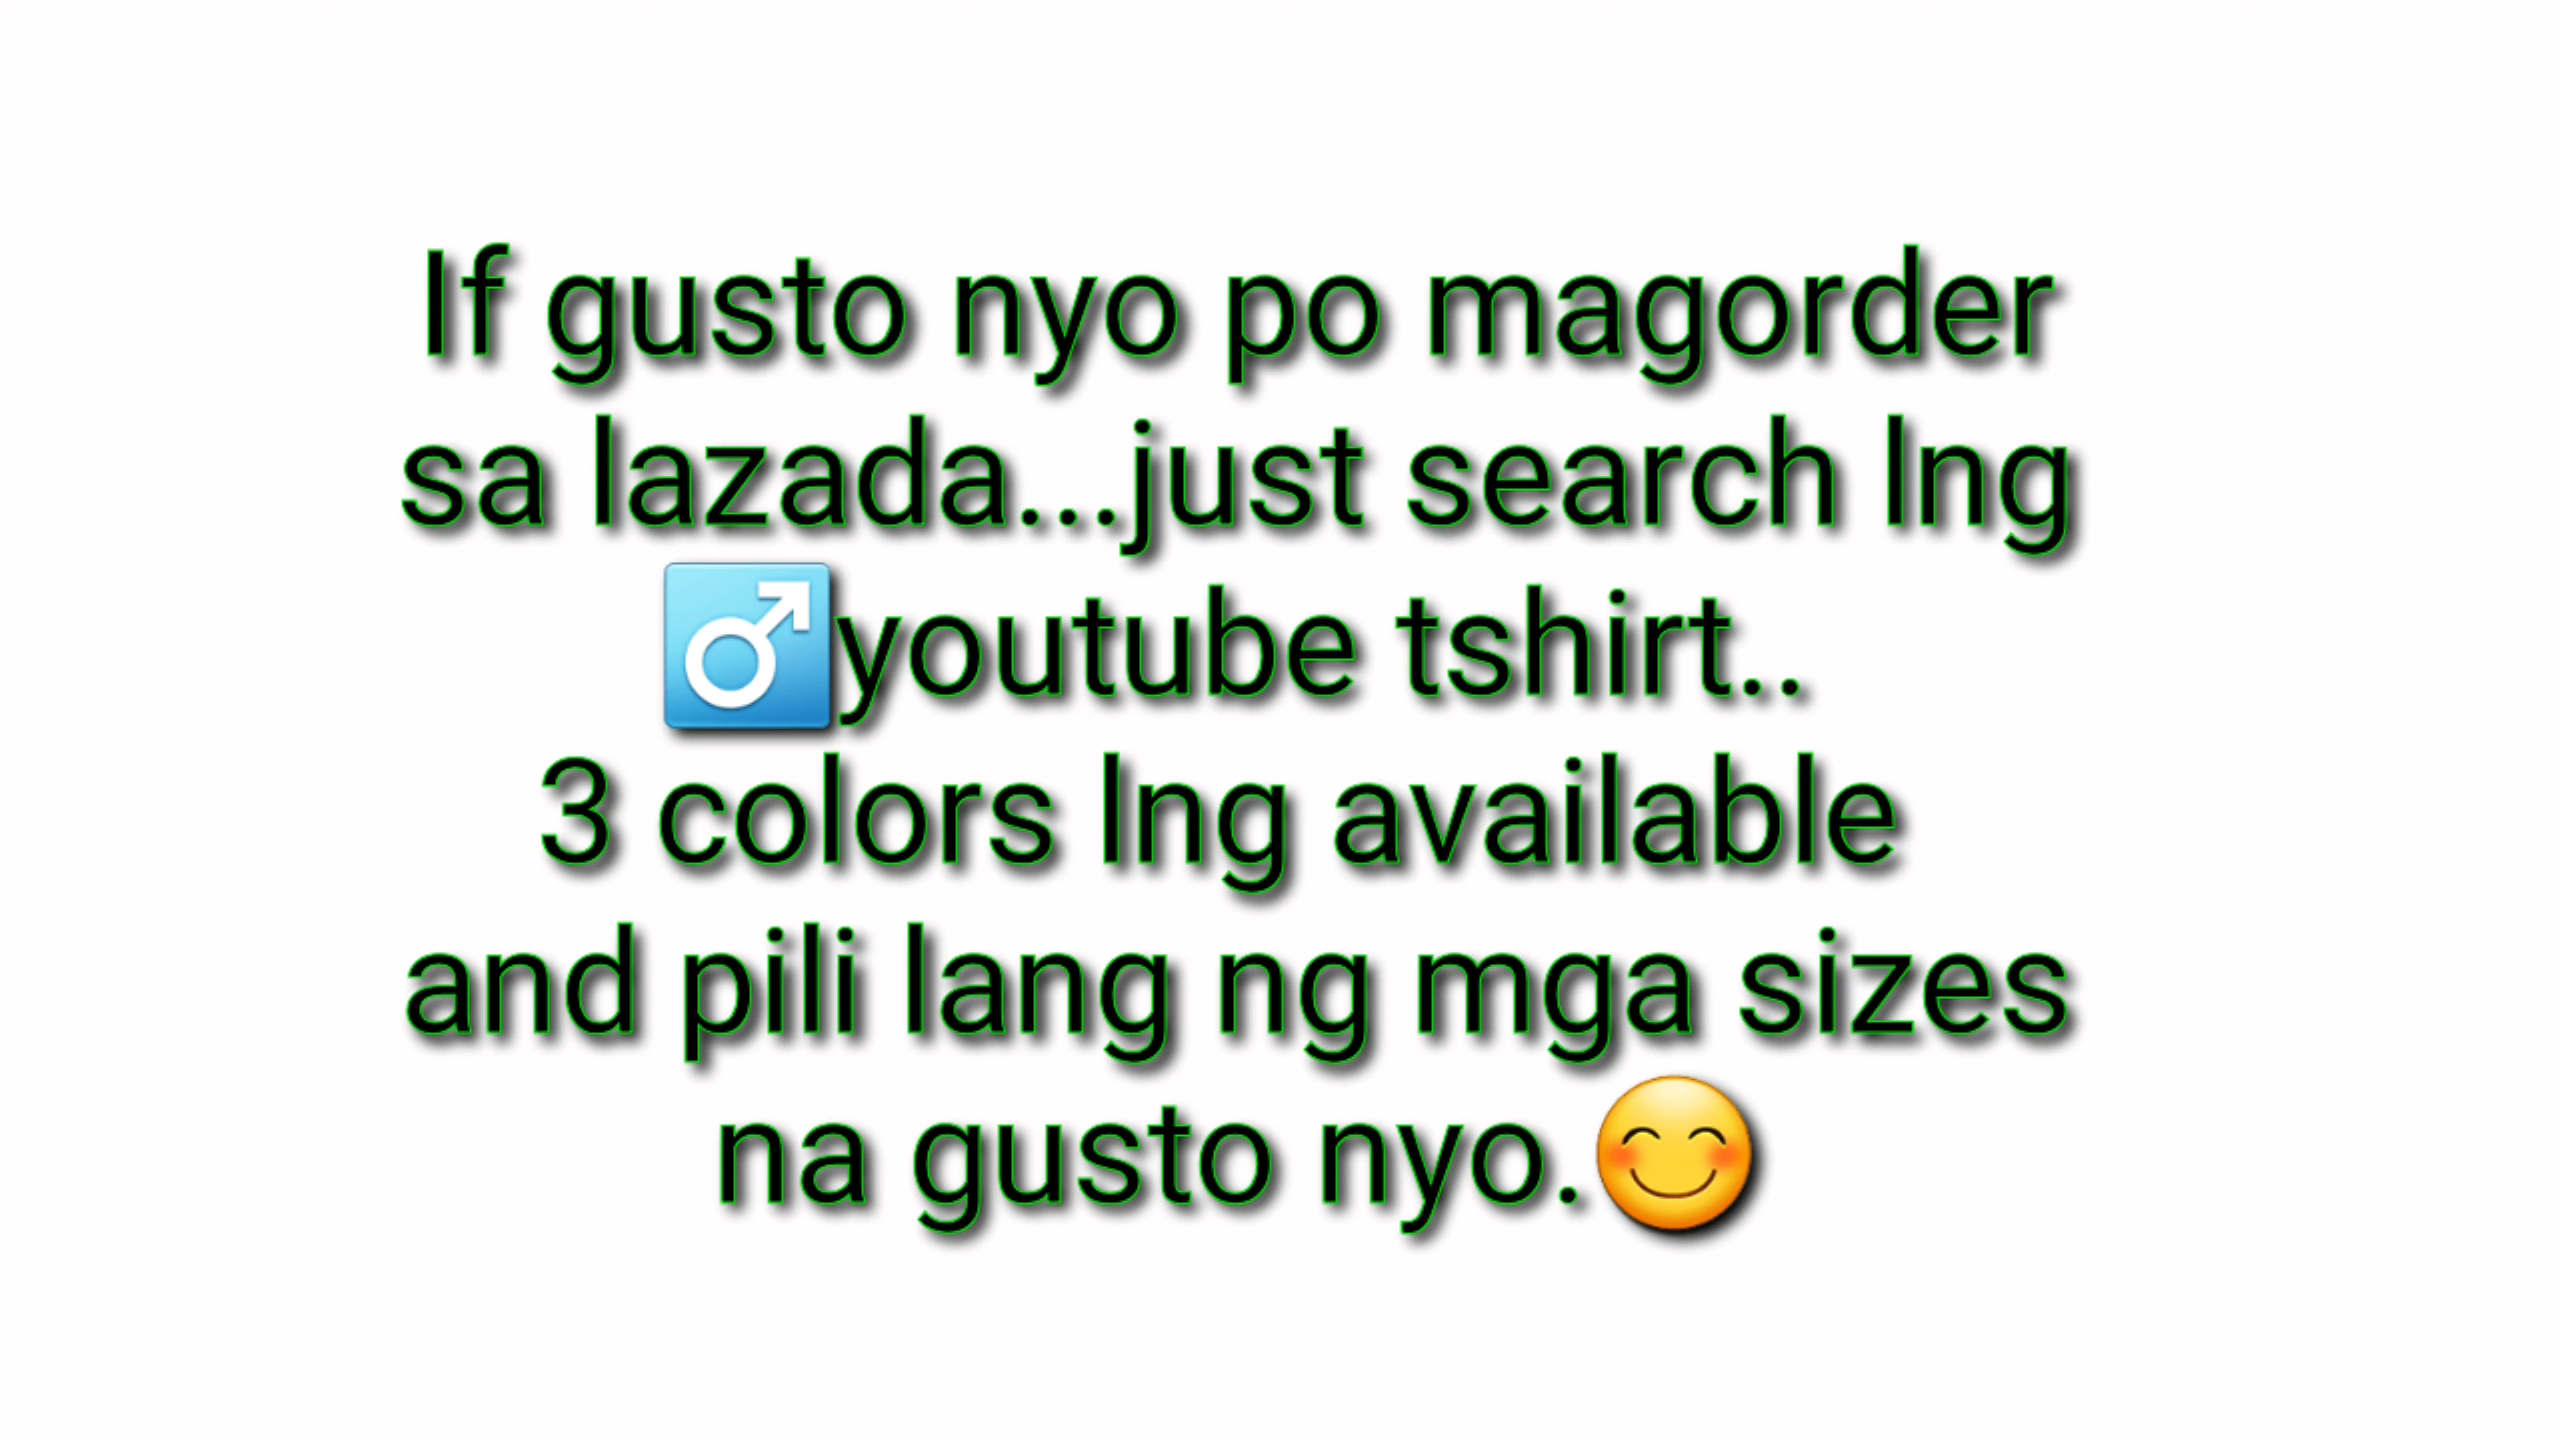 If gusto nyo po magorder
sa lazada...just search lng
♂️youtube tshirt..
3 colors lng available
and pili lang ng mga sizes
na gusto nyo.😊